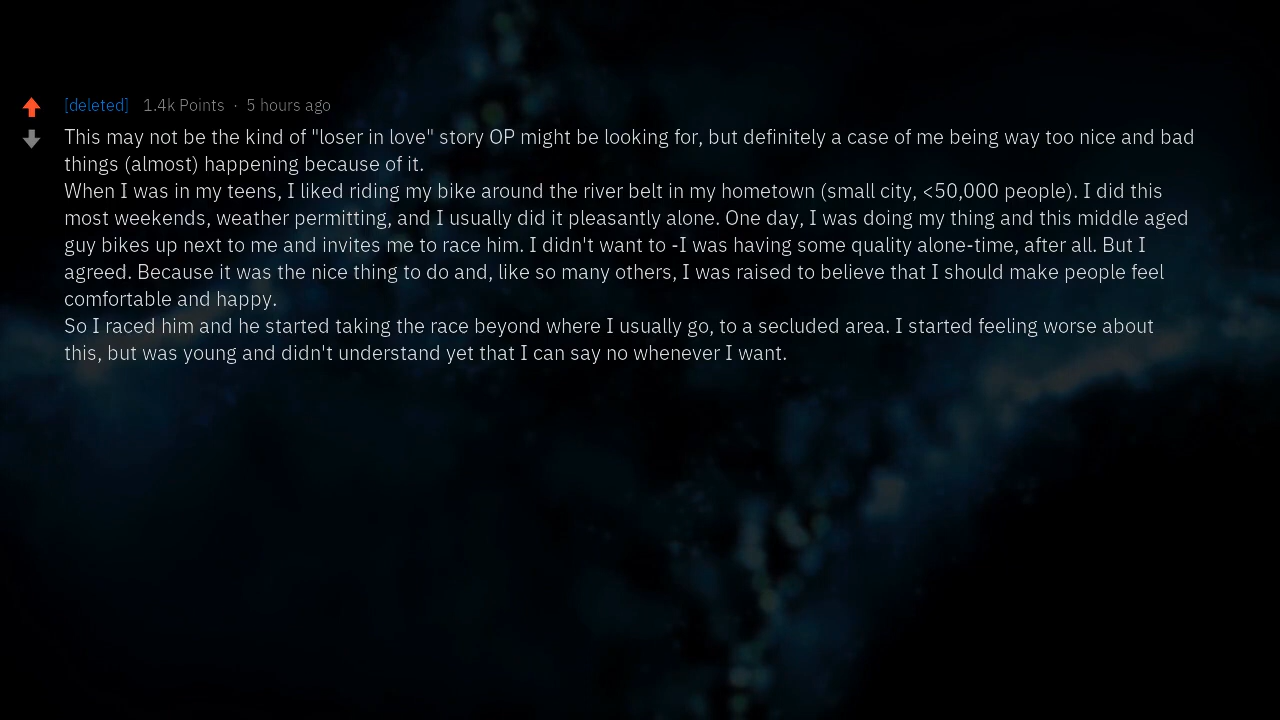 [deleted] 1.4k Points · 5 hours ago
This may not be the kind of "loser in love" story OP might be looking for, but definitely a case of me being way too nice and bad
things (almost) happening because of it.
When I was in my teens, I liked riding my bike around the river belt in my hometown (small city, <50,000 people). I did this
most weekends, weather permitting, and I usually did it pleasantly alone. One day, I was doing my thing and this middle aged
guy bikes up next to me and invites me to race him. I didn't want to -I was having some quality alone-time, after all. But I
agreed. Because it was the nice thing to do and, like so many others, I was raised to believe that I should make people feel
comfortable and happy.
So I raced him and he started taking the race beyond where I usually go, to a secluded area. I started feeling worse about
this, but was young and didn't understand yet that I can say no whenever I want.